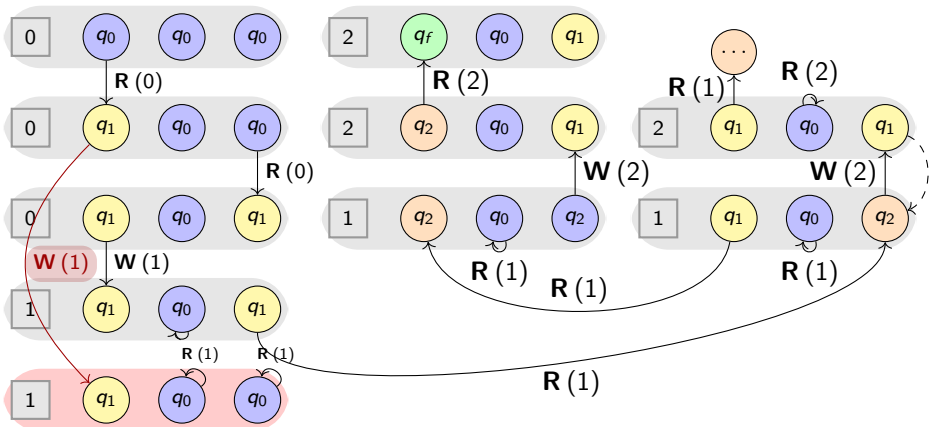 0 q0 q0 q0
R (0)
0 q1 q0 q0
R (0)
0 q1 q0 q1
W (1) W (1)
1 q1 q0 q1
R (1) R (1)
1 q1 q0 q0
2 qf q0 q1
R (2)
2 q2 q0 q1
W (2)
1 q2 q0 q2
R (1)
R (1)
R (1)
...
R (1) R (2)
2 q1 q0 q1
W (2)
1 q1 q0 q2
R (1)